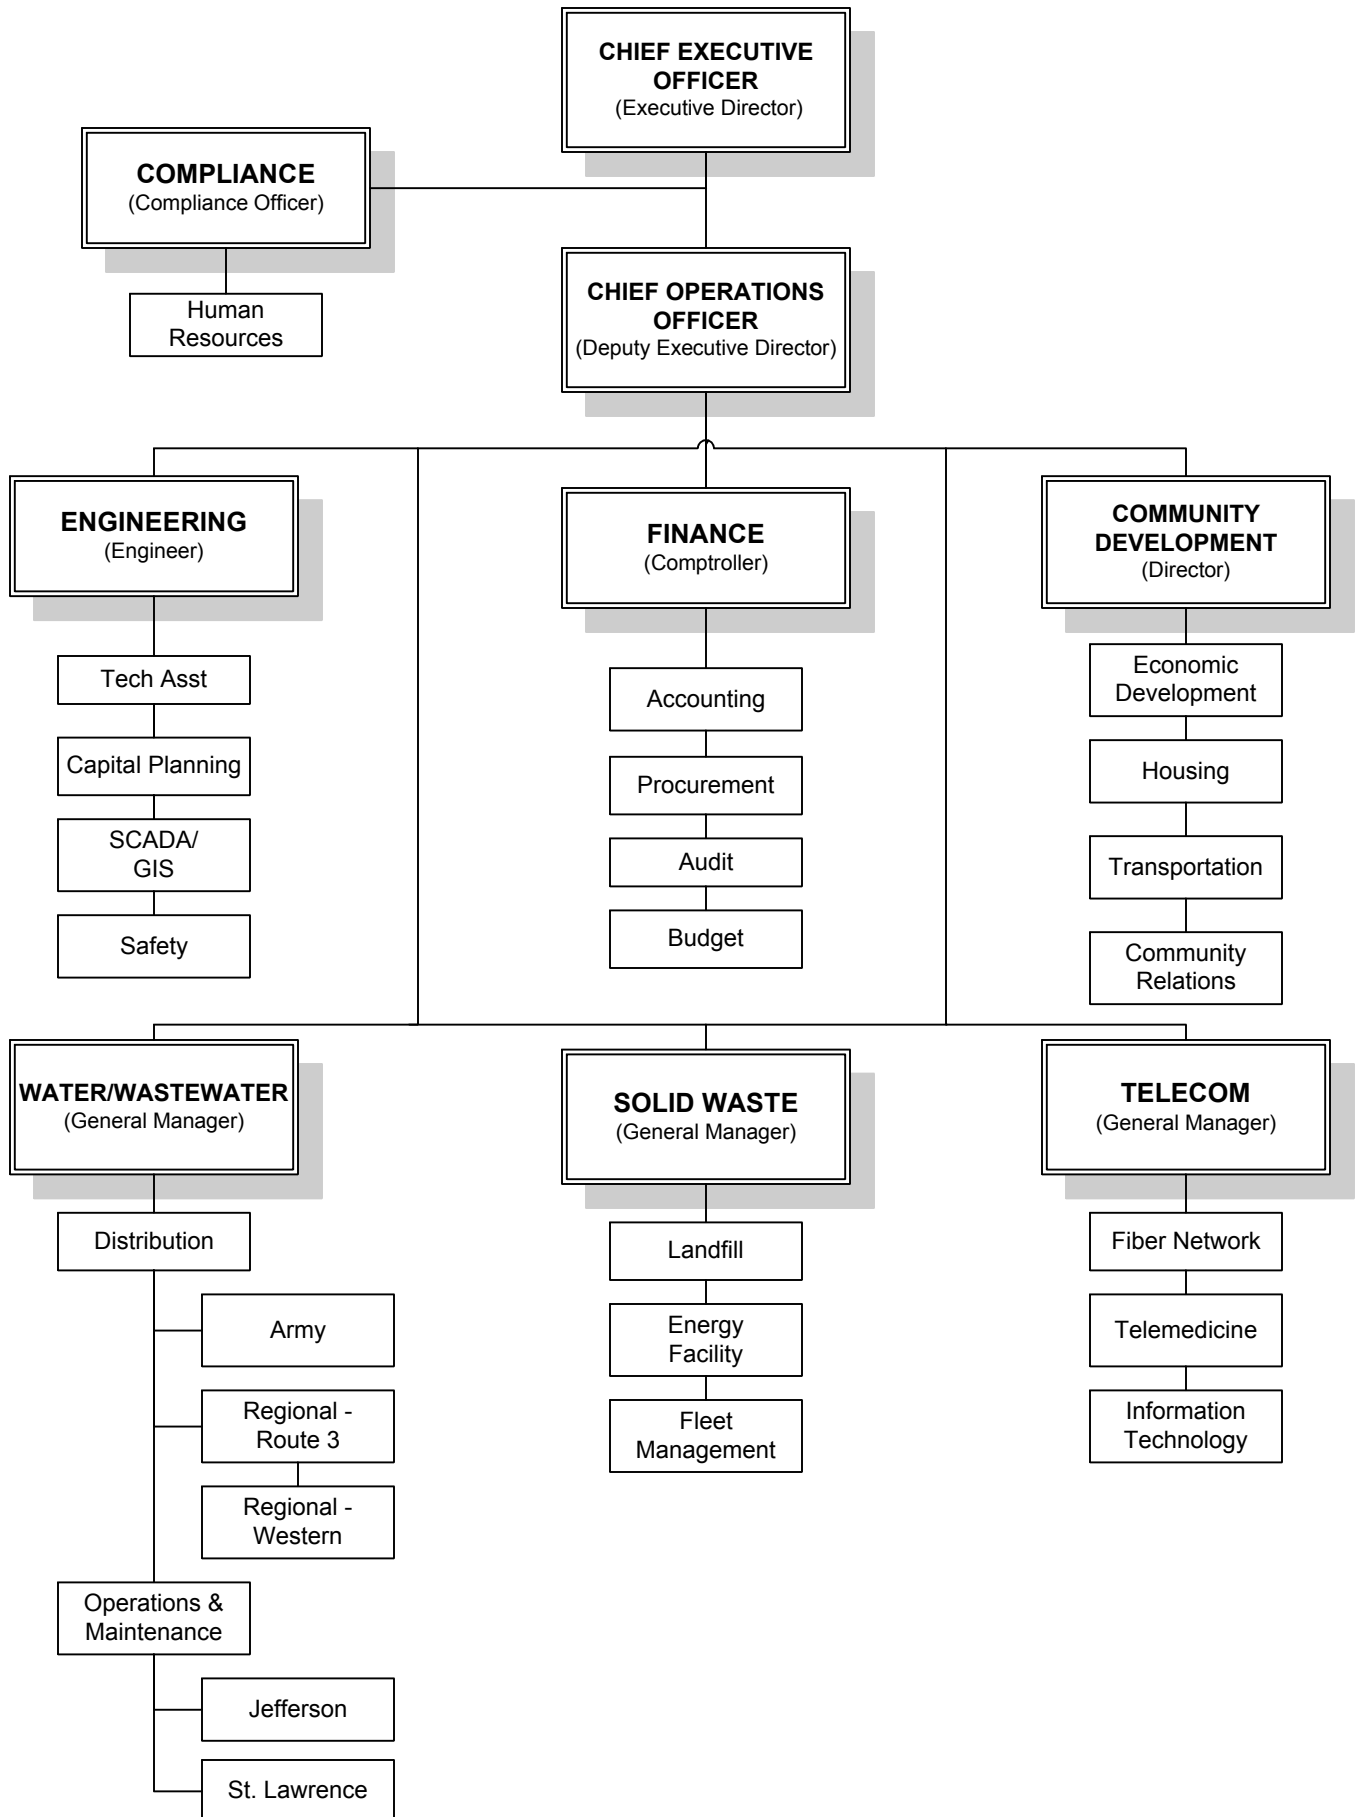 CHIEF EXECUTIVE
OFFICER
(Executive Director)
COMPLIANCE
(Compliance Officer)
Human
Resources
CHIEF OPERATIONS
OFFICER
(Deputy Executive Director)
ENGINEERING
(Engineer)
Tech Asst
Capital Planning
SCADA/
GIS
Safety
FINANCE
(Comptroller)
Accounting
Procurement
Audit
Budget
COMMUNITY
DEVELOPMENT
(Director)
Economic
Development
Housing
Transportation
Community
Relations
WATER/WASTEWATER
(General Manager)
Distribution
Army
Regional -
Route 3
Regional -
Western
Operations &
Maintenance
Jefferson
St. Lawrence
SOLID WASTE
(General Manager)
Landfill
Energy
Facility
Fleet
Management
TELECOM
(General Manager)
Fiber Network
Telemedicine
Information
Technology